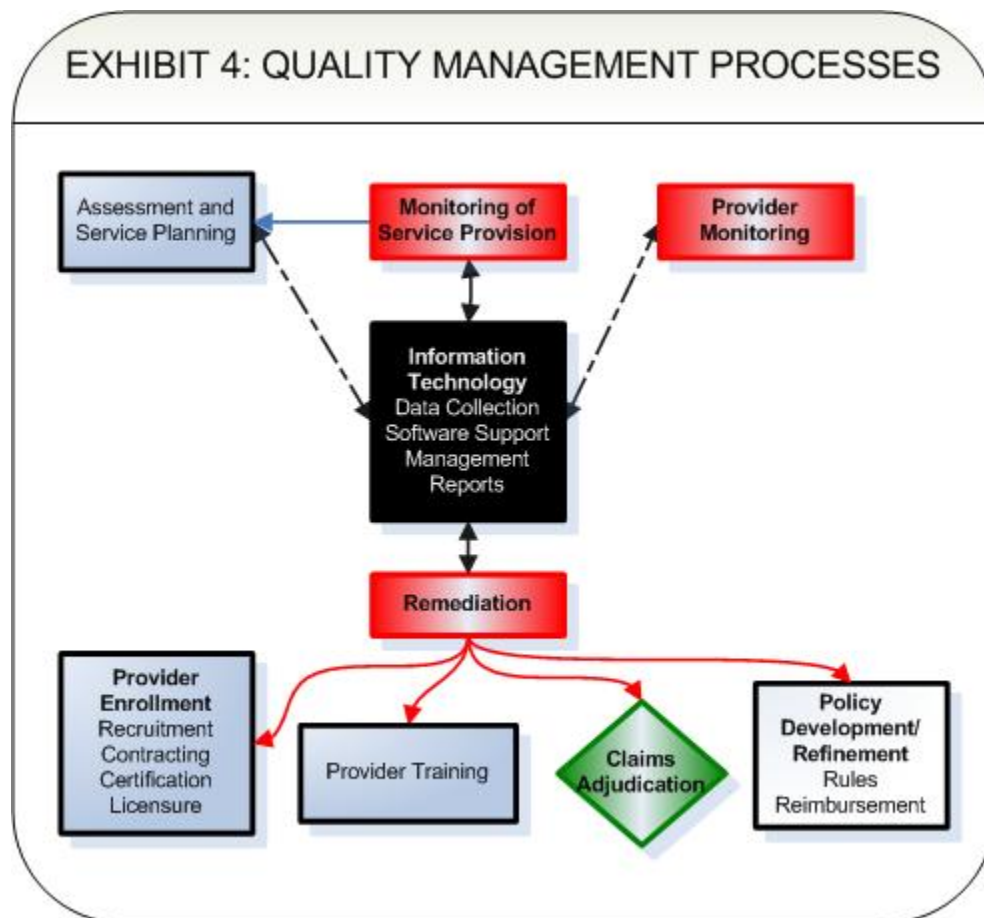 EXHIBIT 4: QUALITY MANAGEMENT PROCESSES
Assessment and
Service Planning
Monitoring of
Service Provision
Provider
Monitoring
Information
Technology
Data Collection
Software Support
Management
Reports
Remediation
Provider
Enrollment
Recruitment
Contracting
Certification
Licensure
Provider Training
Claims
Adjudication
Policy
Development/
Refinement
Rules
Reimbursement